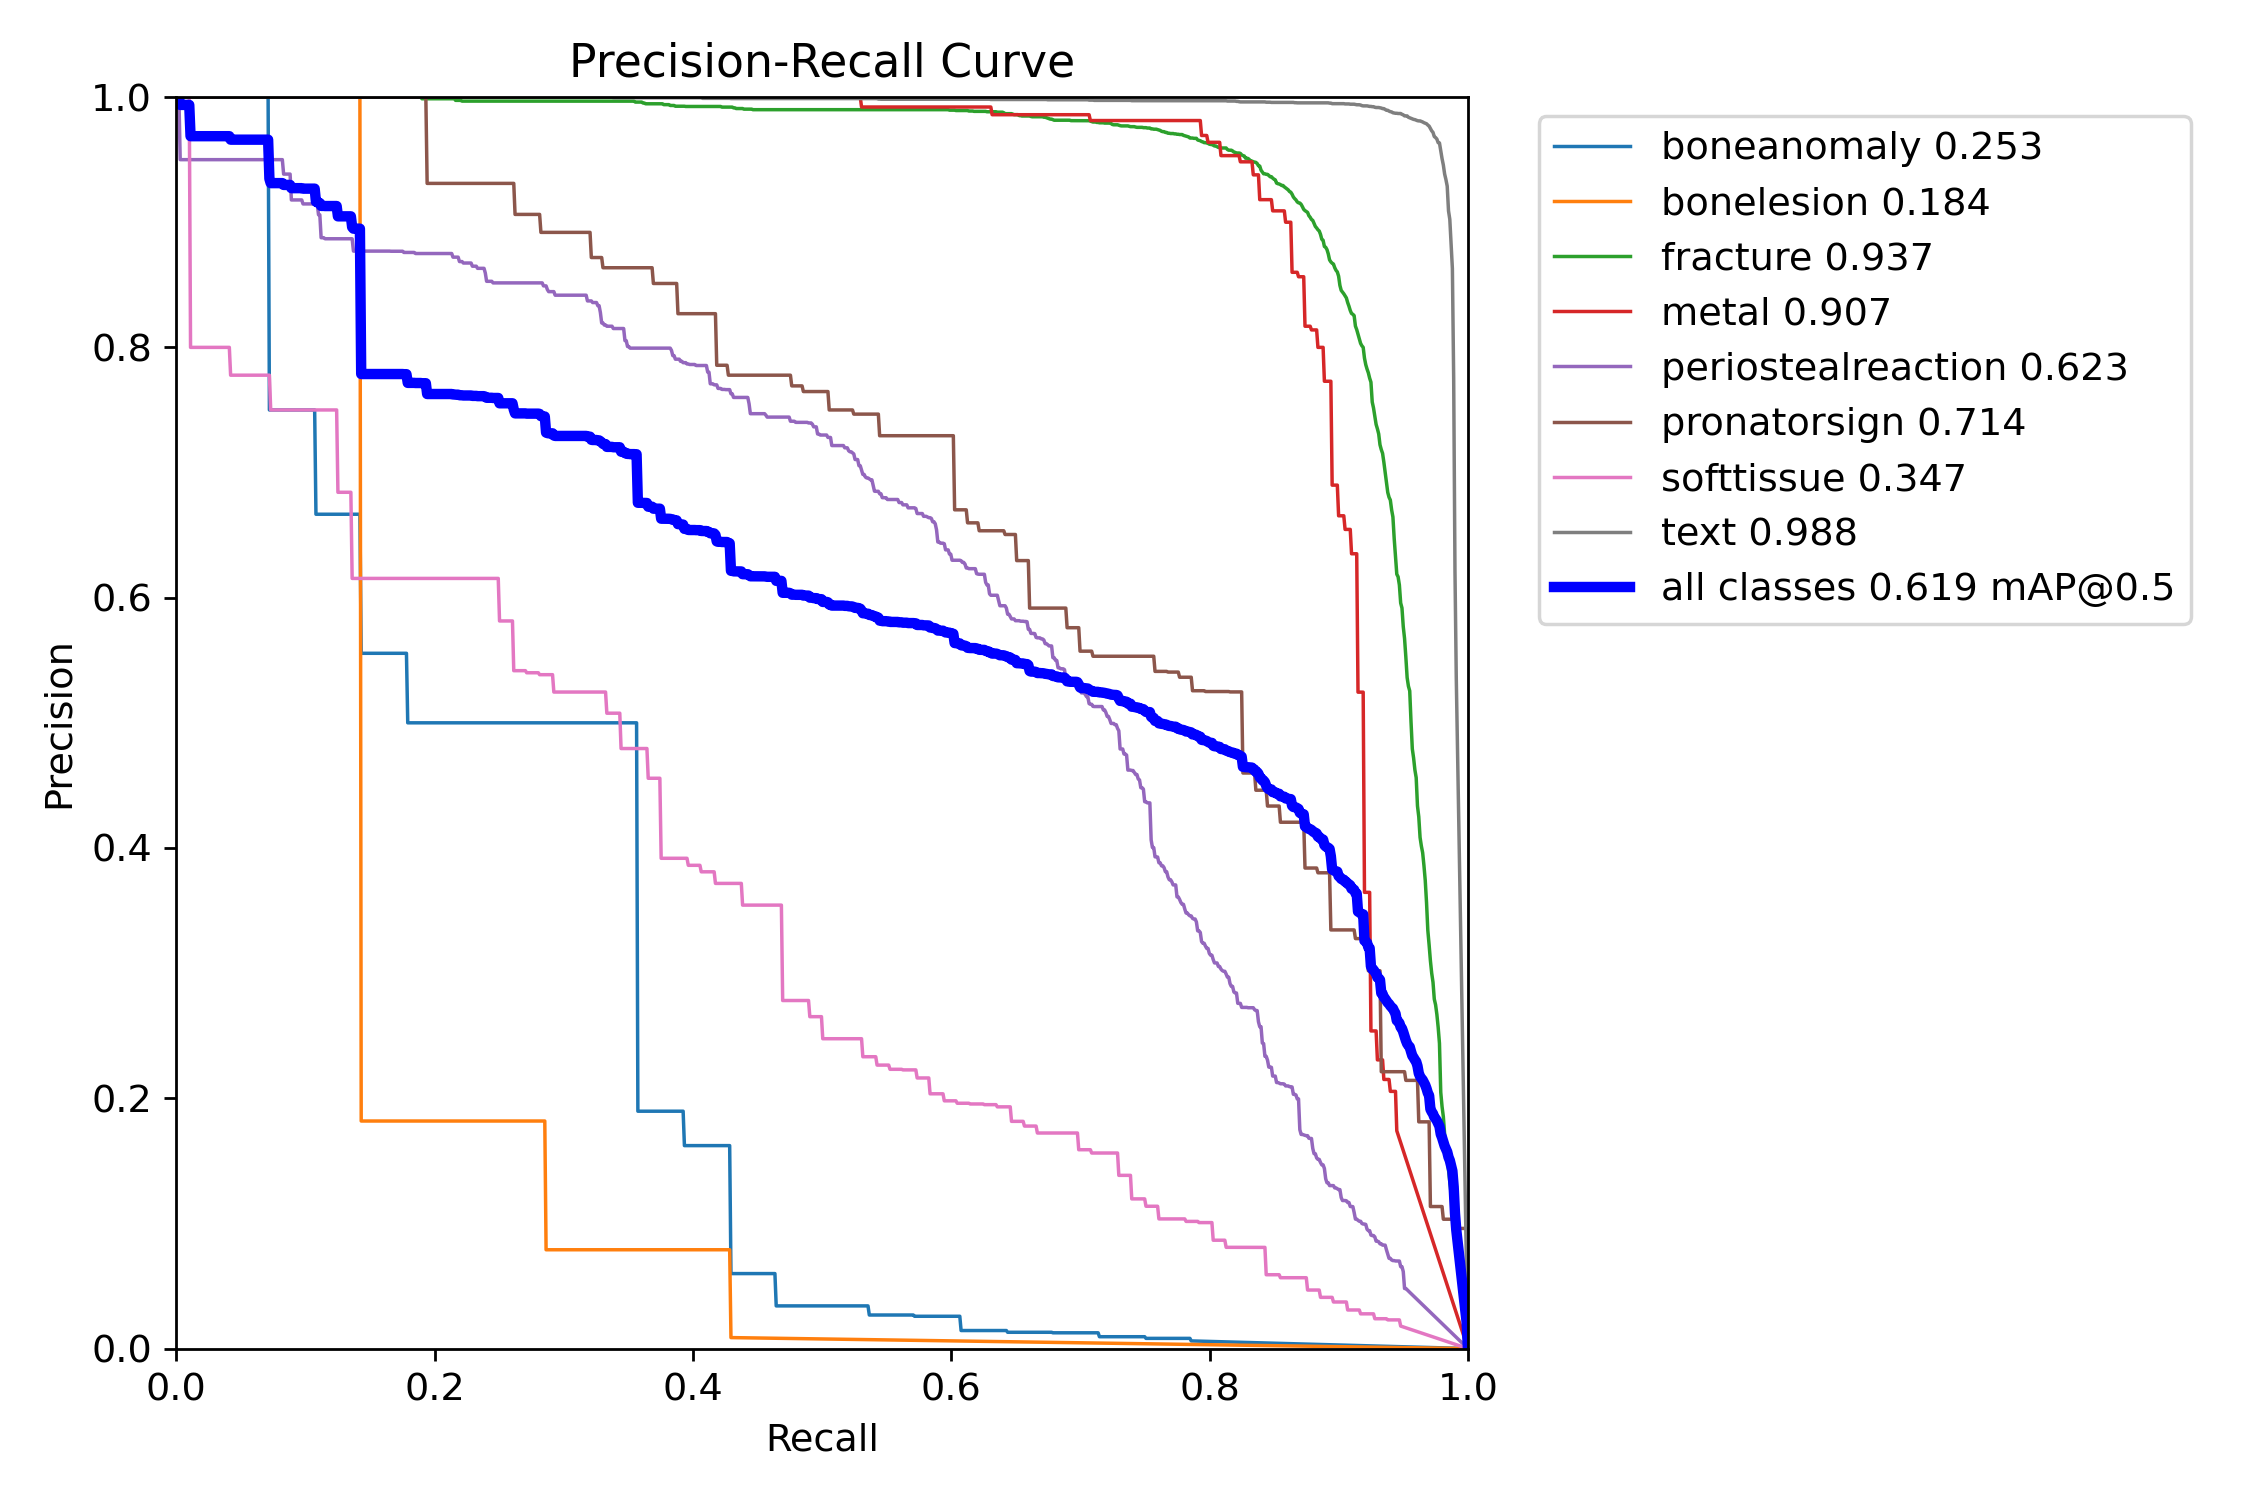 Precision-Recall Curve
1.0
0.8
0.6
0.4
0.2
0.0
Precision
0.0 0.2 0.4 0.6 0.8 1.0
Recall
boneanomaly 0.253
bonelesion 0.184
fracture 0.937
metal 0.907
periostealreaction 0.623
pronatorsign 0.714
softtissue 0.347
text 0.988
all classes 0.619 mAP@0.5